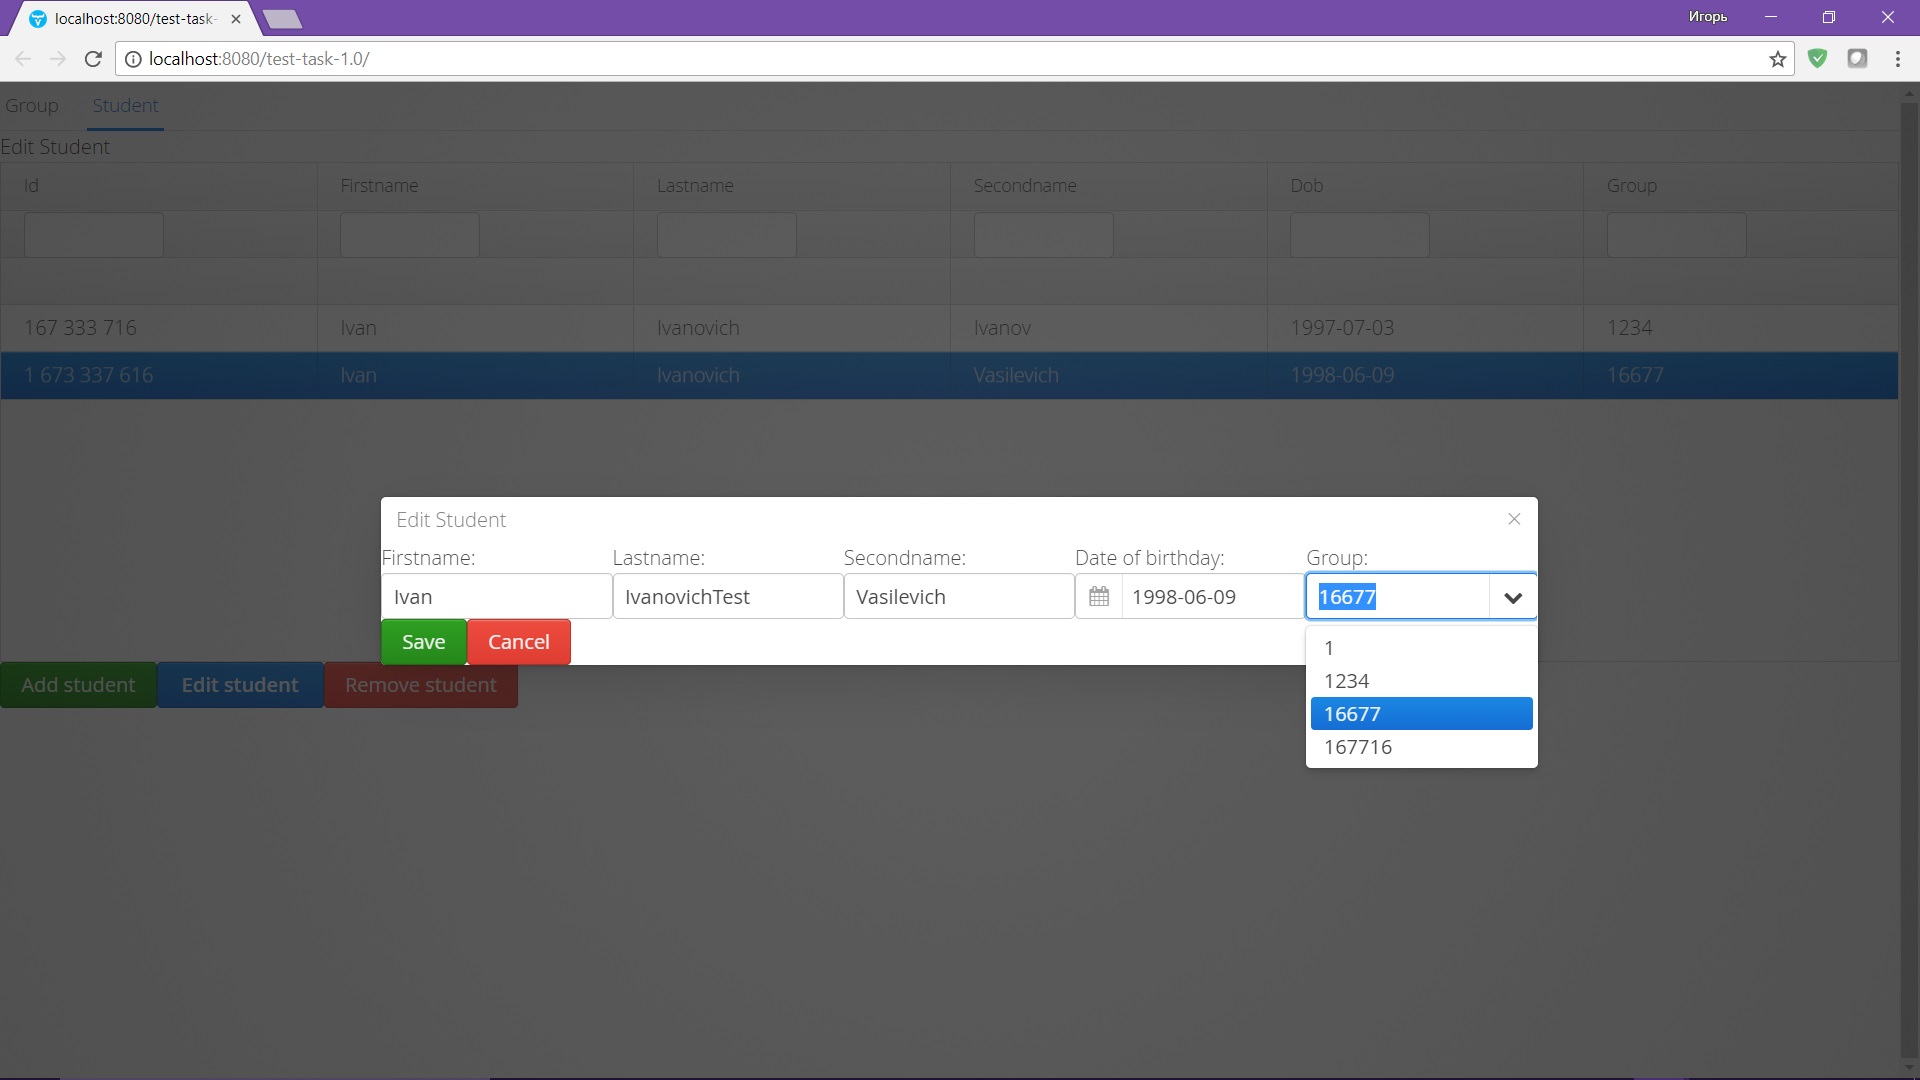 localhost:8080/test-task-
Игорь
localhost:8080/test-task-1.0/
Group Student
Edit Student
Id Firstname Lastname Secondname Dob Group
167 333 716 Ivan Ivanovich Ivanov 1997-07-03 1234
1 673 337 616 Ivan Ivanovich Vasilevich 1998-06-09 16677
Edit Student
Firstname: Lastname: Secondname: Date of birthday: Group:
Ivan IvanovichTest Vasilevich 1998-06-09 16677
Save Cancel
1
1234
16677
167716
Add student Edit student Remove student